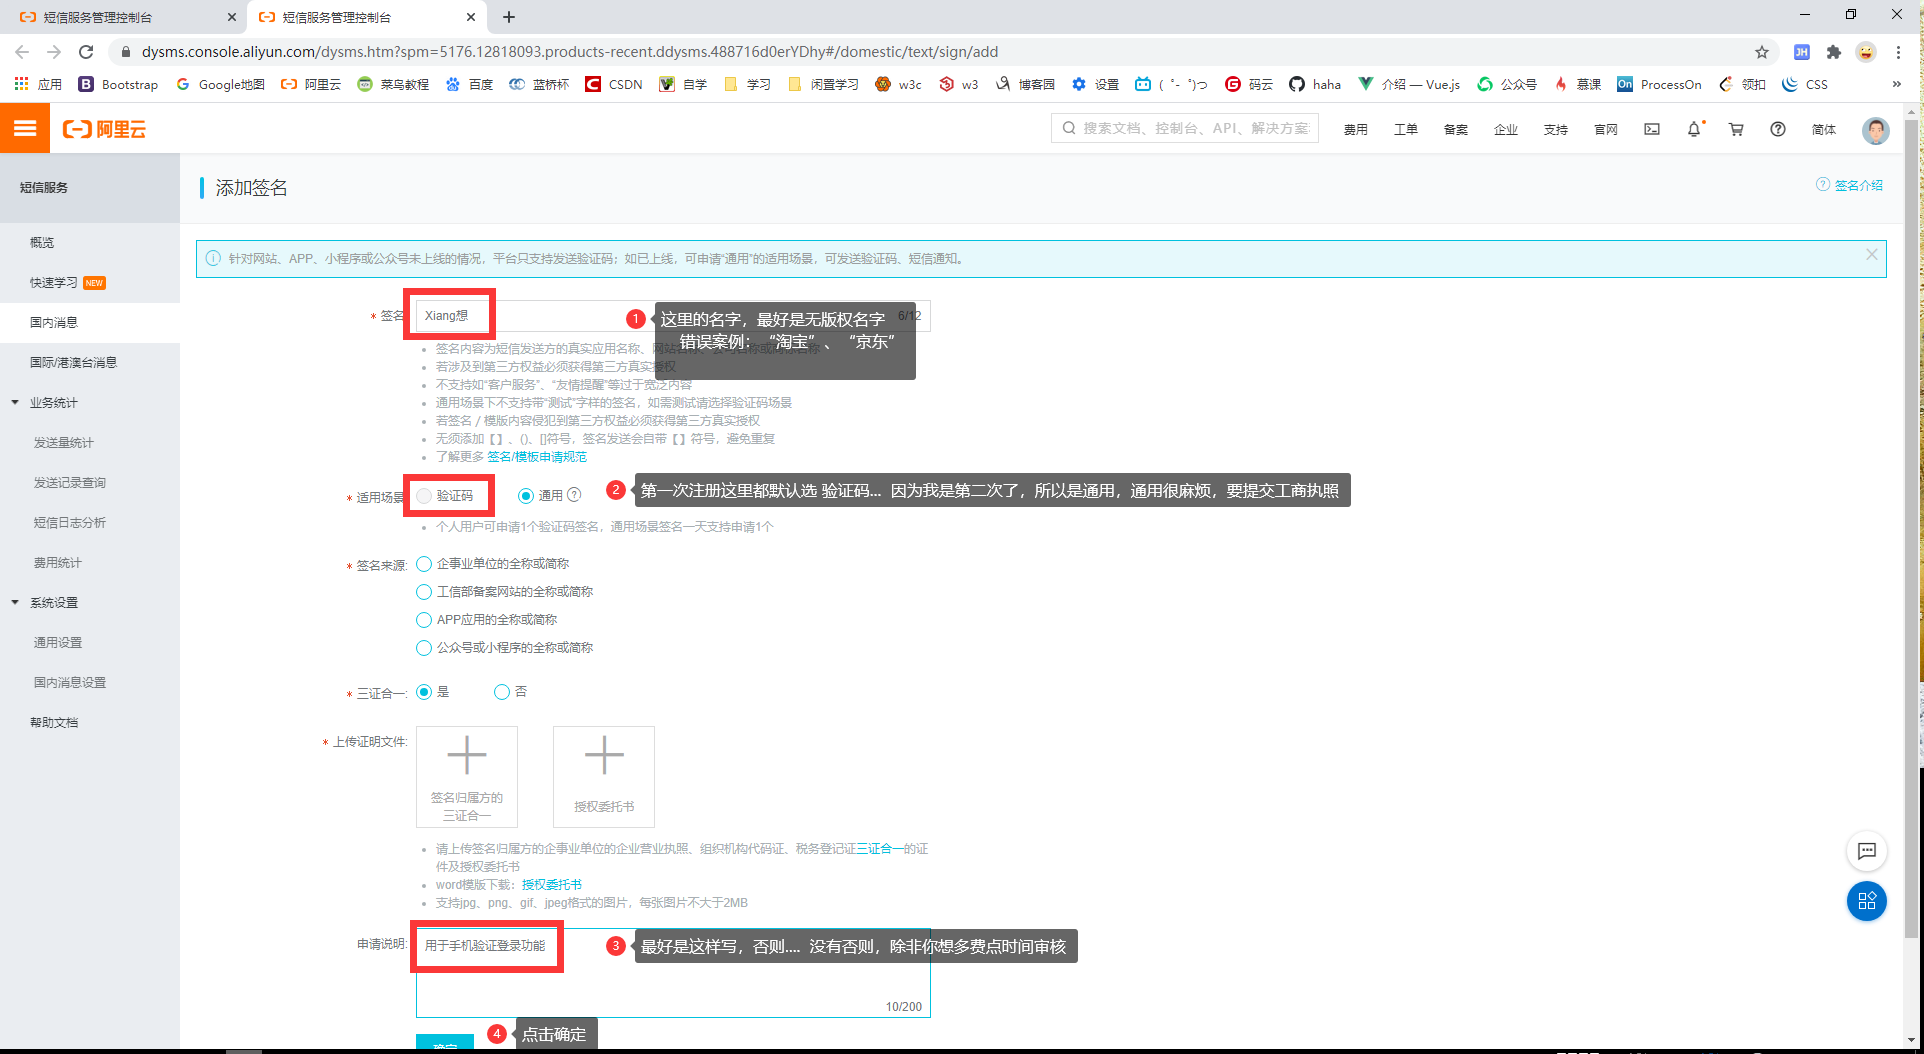 短信服务管理控制台
短信服务管理控制台
dysms.console.aliyun.com/dysms.htm?spm=5176.12818093.products-recent.ddysms.488716d0erYDhy#/domestic/text/sign/add
JH
应用 Bootstrap Google地图 阿里云 菜鸟教程 百度 蓝桥杯 CSDN 自学 学习 闲置学习 w3c w3 博客园 设置 ( ゜- ゜)つ 码云 haha 介绍 — Vue.js 公众号 慕课 ProcessOn 领扣 CSS »
阿里云
搜索文档、控制台、API、解决方案
费用 工单 备案 企业 支持 官网 简体
短信服务
概览
快速学习 NEW
国内消息
国际/港澳台消息
业务统计
发送量统计
发送记录查询
短信日志分析
费用统计
系统设置
通用设置
国内消息设置
帮助文档
添加签名
签名介绍
针对网站、APP、小程序或公众号未上线的情况，平台只支持发送验证码；如已上线，可申请“通用”的适用场景，可发送验证码、短信通知。
* 签名
Xiang想
6/12
1 这里的名字，最好是无版权名字
错误案例：“淘宝”、“京东”
签名内容为短信发送方的真实应用名称、网站名称、公司名称或商标名称
若涉及到第三方权益必须获得第三方真实授权
不支持如“客户服务”、“友情提醒”等过于宽泛内容
通用场景下不支持带“测试”字样的签名，如需测试请选择验证码场景
若签名 / 模版内容侵犯到第三方权益必须获得第三方真实授权
无须添加【】、()、[]符号，签名发送会自带【】符号，避免重复
了解更多 签名/模板申请规范
* 适用场景
验证码 通用
2 第一次注册这里都默认选 验证码... 因为我是第二次了，所以是通用，通用很麻烦，要提交工商执照
个人用户可申请1个验证码签名，通用场景签名一天支持申请1个
* 签名来源:
企事业单位的全称或简称
工信部备案网站的全称或简称
APP应用的全称或简称
公众号或小程序的全称或简称
* 三证合一:
是 否
* 上传证明文件:
签名归属方的
三证合一
授权委托书
请上传签名归属方的企事业单位的企业营业执照、组织机构代码证、税务登记证三证合一的证
件及授权委托书
word模版下载：授权委托书
支持jpg、png、gif、jpeg格式的图片，每张图片不大于2MB
申请说明:
用于手机验证登录功能
3 最好是这样写，否则.... 没有否则，除非你想多费点时间审核
10/200
4 点击确定